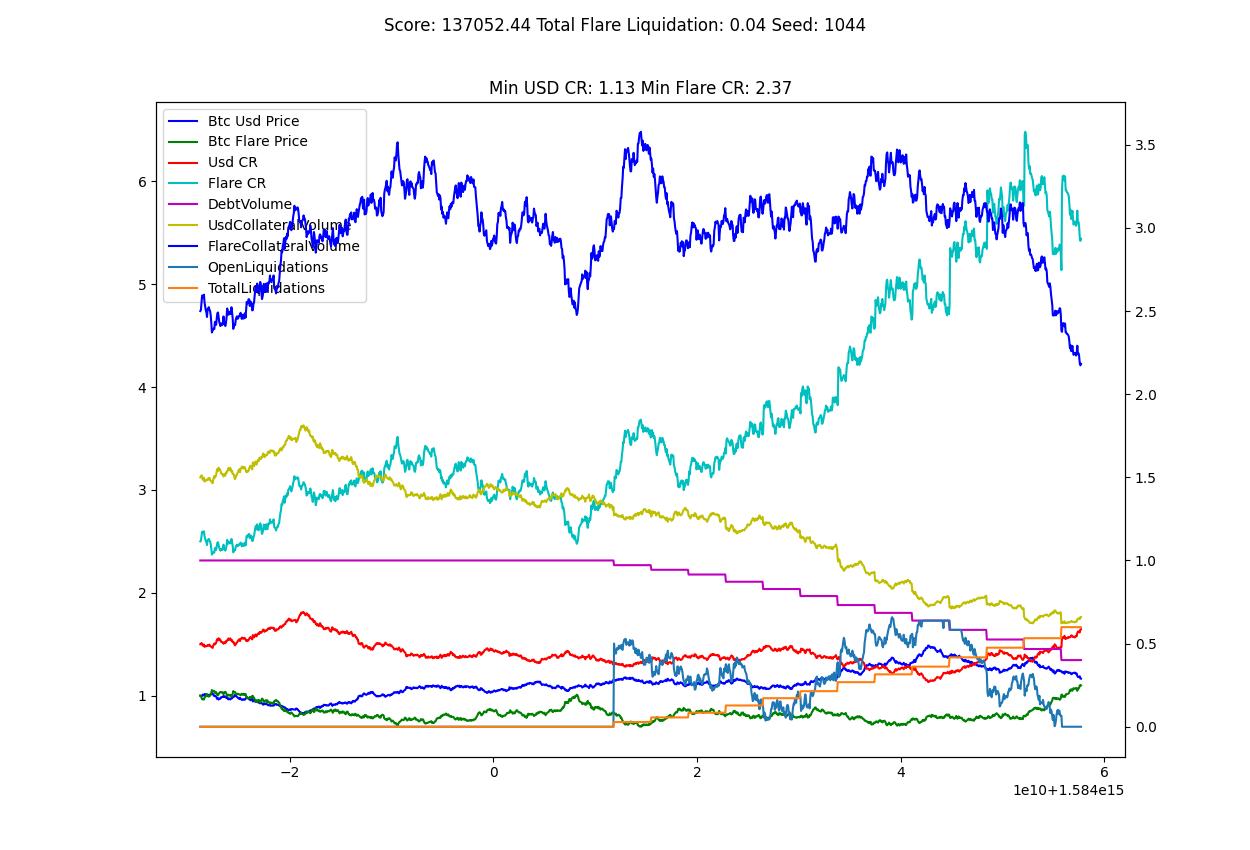 Score: 137052.44 Total Flare Liquidation: 0.04 Seed: 1044
Min USD CR: 1.13 Min Flare CR: 2.37
Btc Usd Price
Btc Flare Price
Usd CR
Flare CR
DebtVolume
UsdCollateralVolume
FlareCollateralVolume
OpenLiquidations
TotalLiquidations
6
5
4
3
2
1
3.5
3.0
2.5
2.0
1.5
1.0
0.5
0.0
−2
0
2
4
6
1e10+1.584e15